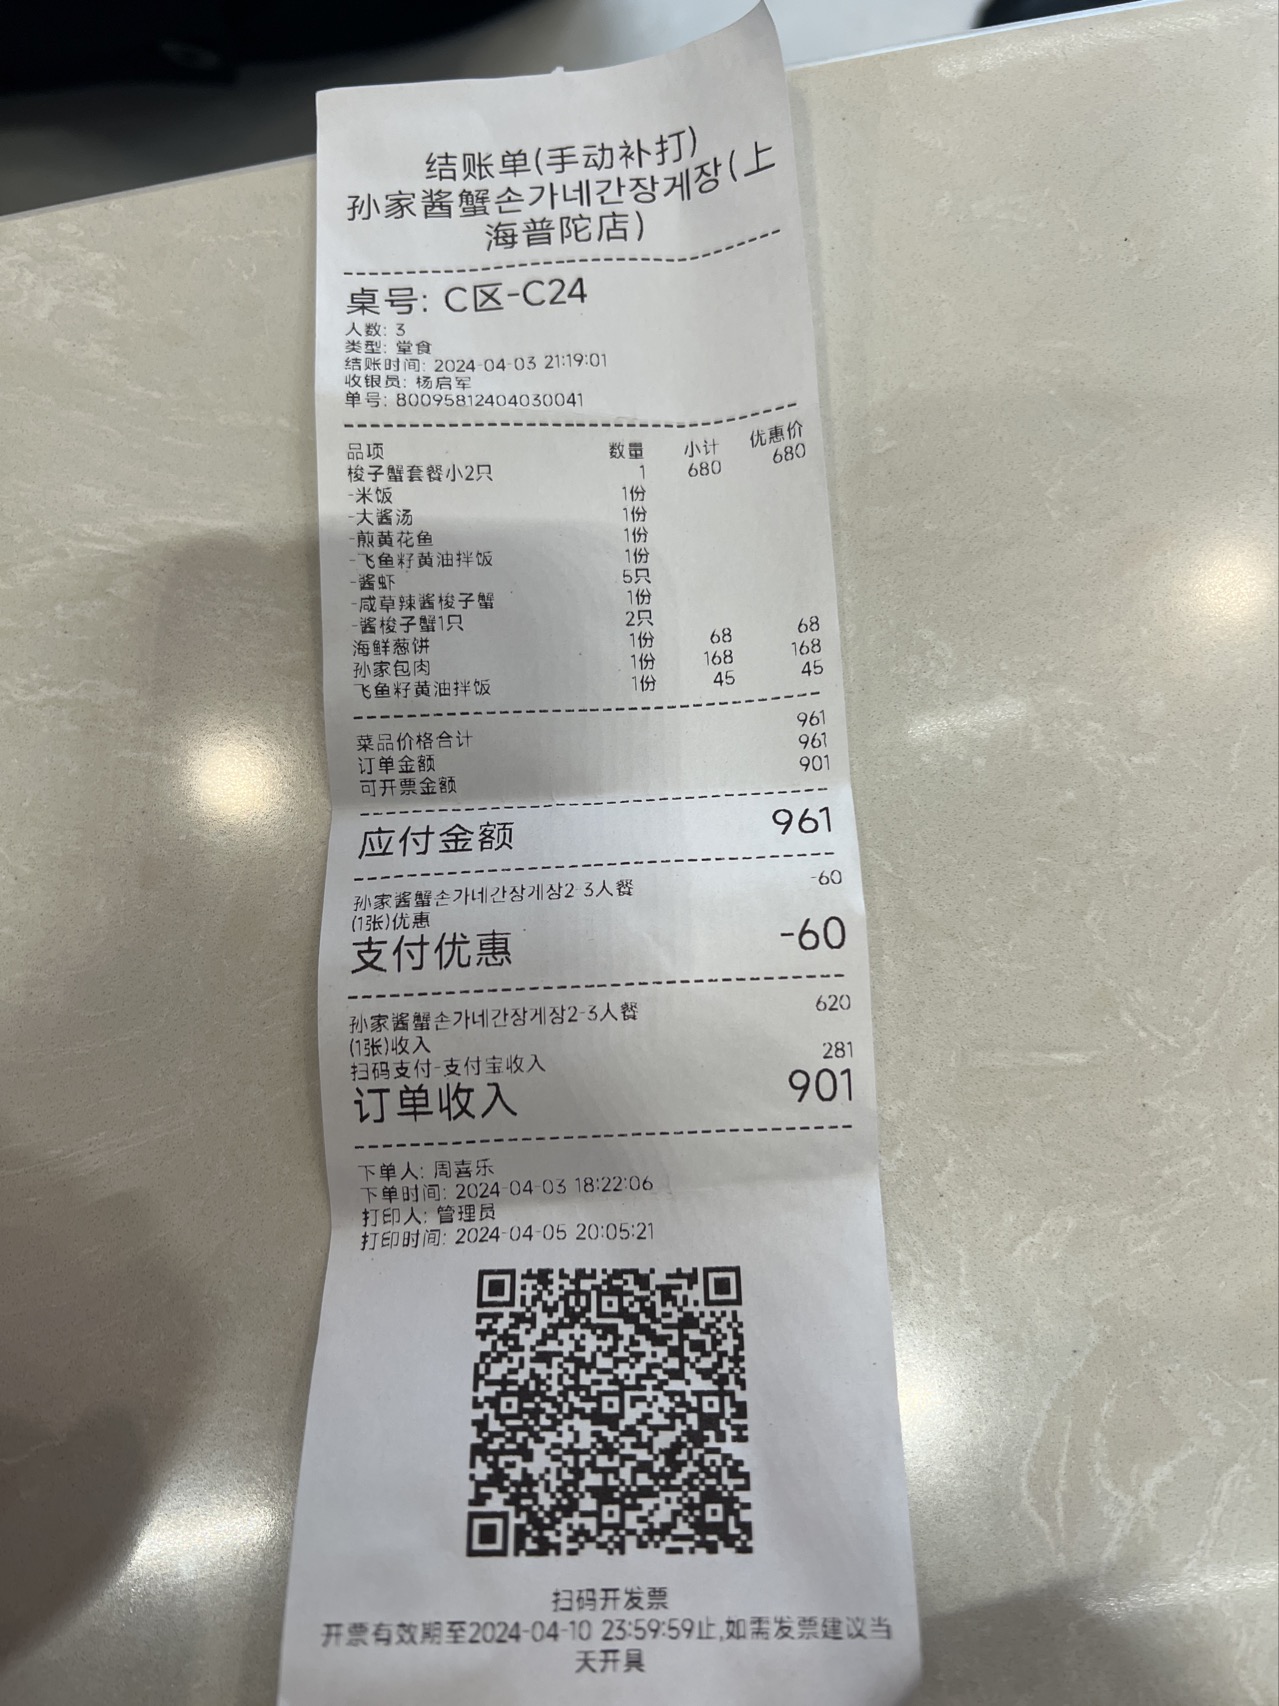 结账单(手动补打)
孙家酱蟹손가네간장게장(上
海普陀店)
桌号: C区-C24
人数: 3
类型: 堂食
结账时间: 2024-04-03 21:19:01
收银员: 杨启军
单号: 80095812404030041
品项 数量 小计 优惠价
梭子蟹套餐小2只 1 680 680
-米饭 1份
-大酱汤 1份
-煎黄花鱼 1份
-飞鱼籽黄油拌饭 1份
-酱虾 5只
-咸草辣酱梭子蟹 1份
-酱梭子蟹1只 2只
海鲜葱饼 1份 68 68
孙家包肉 1份 168 168
飞鱼籽黄油拌饭 1份 45 45
菜品价格合计 961
订单金额 961
可开票金额 901
应付金额 961
孙家酱蟹손가네간장게장2-3人餐 -60
(1张)优惠
支付优惠 -60
孙家酱蟹손가네간장게장2-3人餐 620
(1张)收入
扫码支付-支付宝收入 281
订单收入 901
下单人: 周喜乐
下单时间: 2024-04-03 18:22:06
打印人: 管理员
打印时间: 2024-04-05 20:05:21
扫码开发票
开票有效期至2024-04-10 23:59:59止,如需发票建议当
天开具